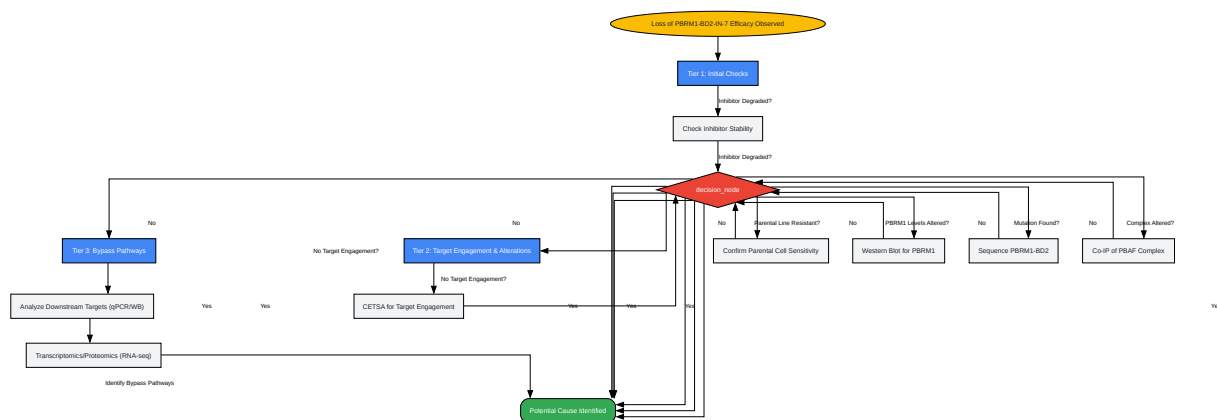 Loss of PBRM1-BD2-IN-7 Efficacy Observed
Tier 1: Initial Checks
Inhibitor Degraded?
Check Inhibitor Stability
Inhibitor Degraded?
decision_node
No
No
No
Parental Line Resistant?
No
PBRM1 Levels Altered?
No
Mutation Found?
No
Complex Altered?
Tier 3: Bypass Pathways
No Target Engagement?
Tier 2: Target Engagement & Alterations
Confirm Parental Cell Sensitivity
Western Blot for PBRM1
Sequence PBRM1-BD2
Co-IP of PBAF Complex
No Target Engagement?
Analyze Downstream Targets (qPCR/WB)
Yes
Yes
CETSA for Target Engagement
Yes
Yes
Yes
Transcriptomics/Proteomics (RNA-seq)
Identify Bypass Pathways
Potential Cause Identified